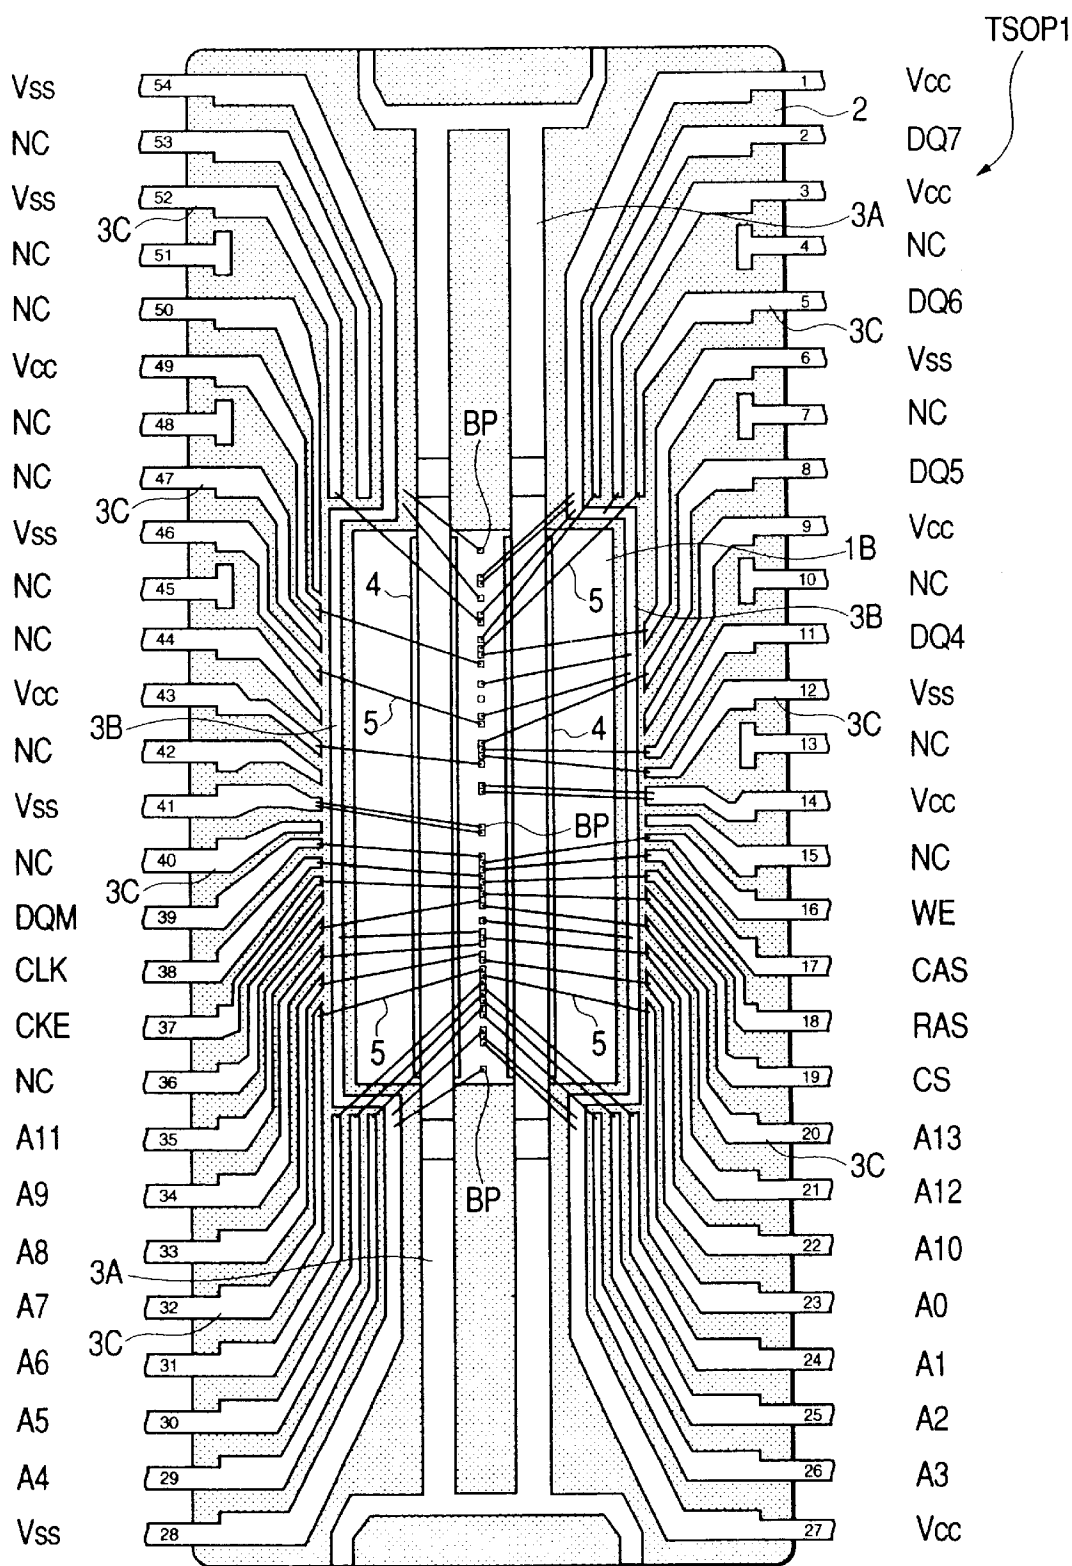 TSOP1
Vss 54 1 Vcc
2
NC 53 2 DQ7
Vss 52 3 Vcc
3C 3A
NC 51 4 NC
NC 50 5 DQ6
3C
Vcc 49 6 Vss
NC 48 BP 7 NC
NC 47 8 DQ5
3C
Vss 46 9 Vcc
1B
NC 45 4 5 10 NC
3B
NC 44 11 DQ4
Vcc 43 12 Vss
3B 5 4 3C
NC 42 13 NC
Vss 41 14 Vcc
BP
NC 40 15 NC
3C
DQM 39 16 WE
CLK 38 17 CAS
CKE 37 18 RAS
5 5
NC 36 19 CS
A11 35 20 A13
3C
A9 34 BP 21 A12
A8 33 22 A10
3A
A7 32 23 A0
3C
A6 31 24 A1
A5 30 25 A2
A4 29 26 A3
Vss 28 27 Vcc